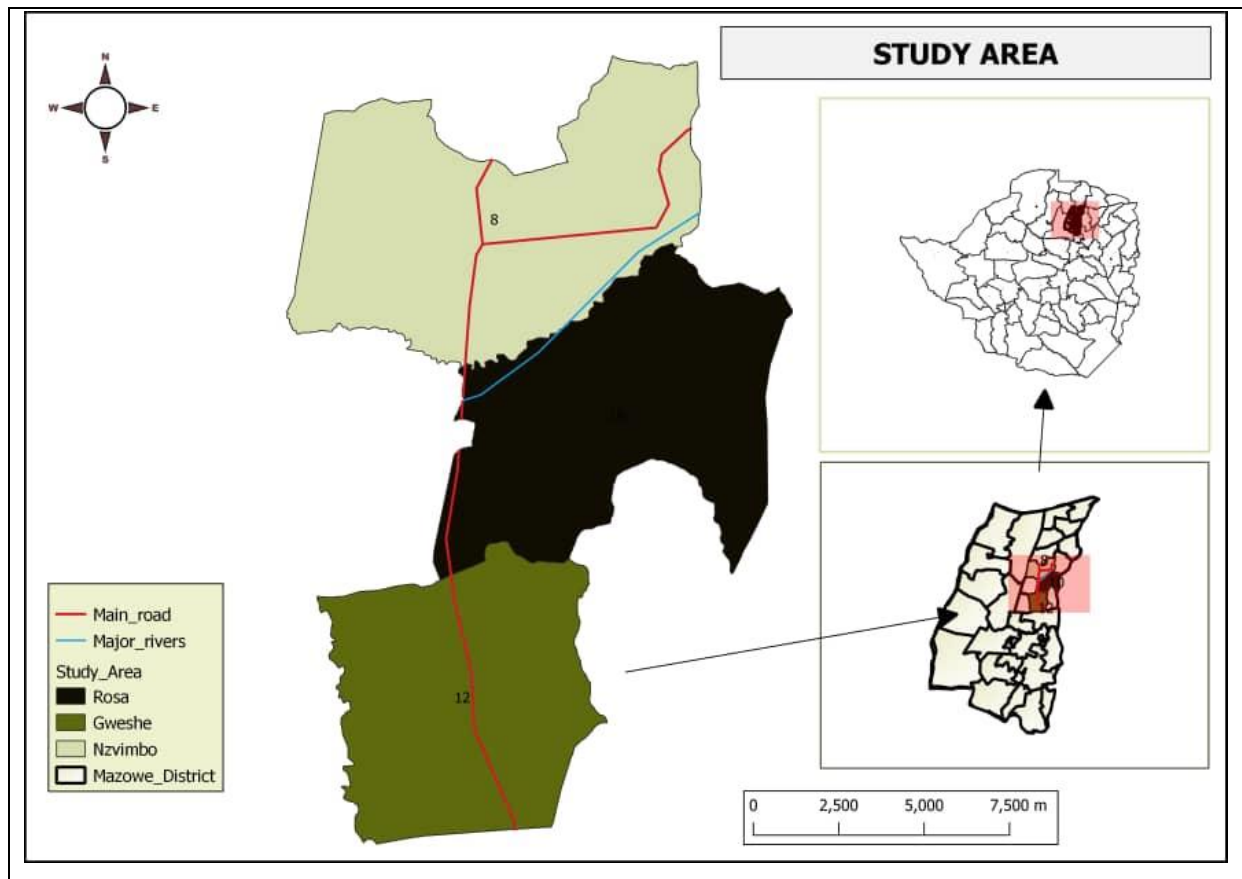 STUDY AREA
N
W E
S
8
12
Main_road
Major_rivers
Study_Area
Rosa
Gweshe
Nzvimbo
Mazowe_District
0 2,500 5,000 7,500 m